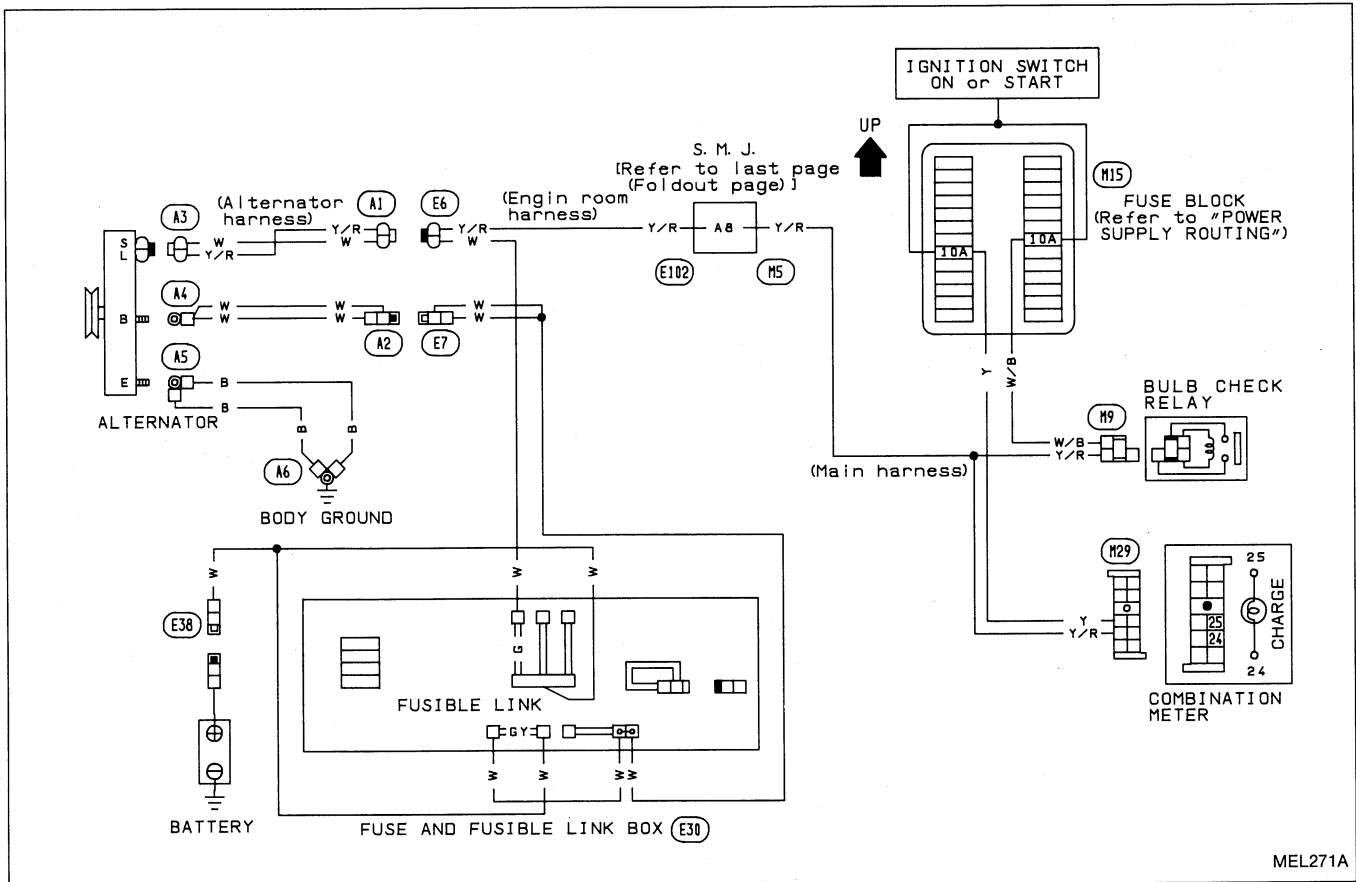 IGNITION SWITCH
ON or START
UP
S. M. J.
[Refer to last page
(Foldout page)]
M15
FUSE BLOCK
(Refer to "POWER
SUPPLY ROUTING")
10A
10A
(Alternator
harness)
A3
A1
E6
(Engin room
harness)
S
L
W
Y/R
Y/R
W
Y/R
W
Y/R
A8
Y/R
E102
M5
A4
B
W
W
W
W
A2
E7
W
W
A5
E
B
B
B
B
ALTERNATOR
A6
BODY GROUND
Y
W/B
BULB CHECK
RELAY
M9
W/B
Y/R
(Main harness)
M29
Y
Y/R
25
24
25
24
CHARGE
COMBINATION
METER
W
E38
W
W
G
FUSIBLE LINK
GY
W
W
W
W
BATTERY
FUSE AND FUSIBLE LINK BOX
E30
MEL271A